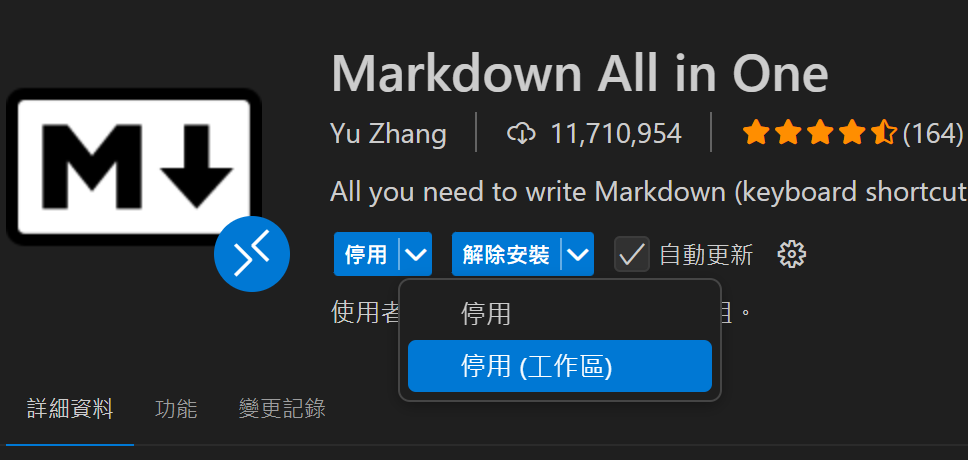 Markdown All in One
Yu Zhang 11,710,954 (164)
All you need to write Markdown (keyboard shortcut
停用 解除安裝 自動更新
使用者
停用
停用 (工作區)
詳細資料 功能 變更記錄